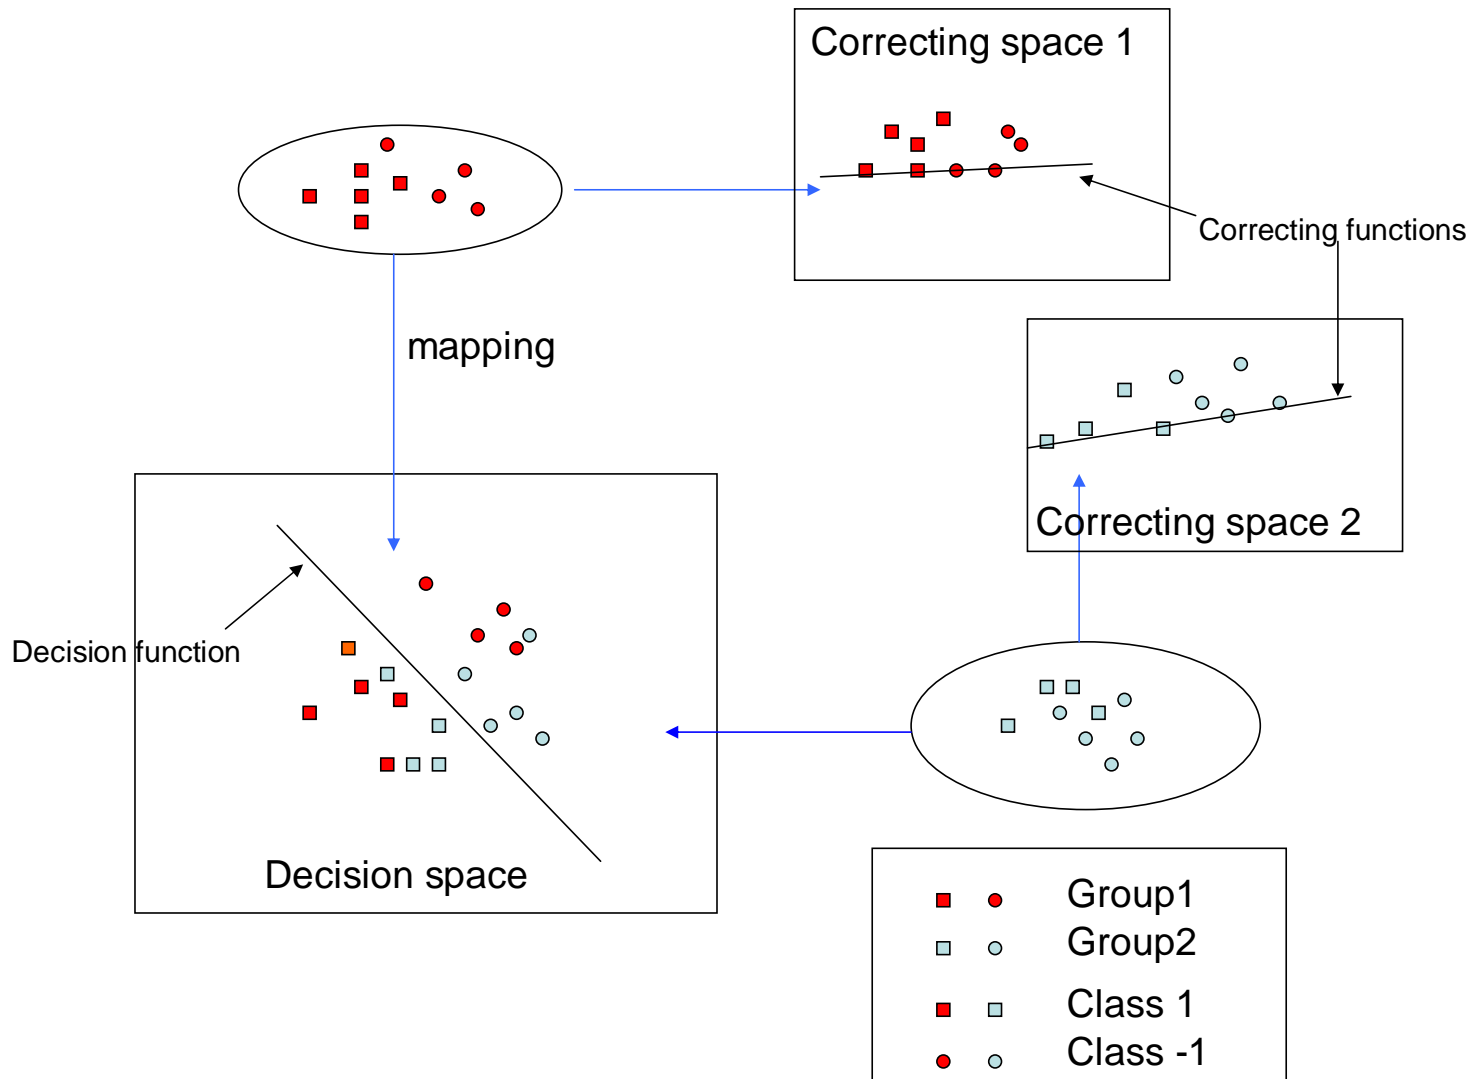 Correcting space 1
Correcting functions
mapping
Correcting space 2
Decision function
Decision space
Group1
Group2
Class 1
Class -1